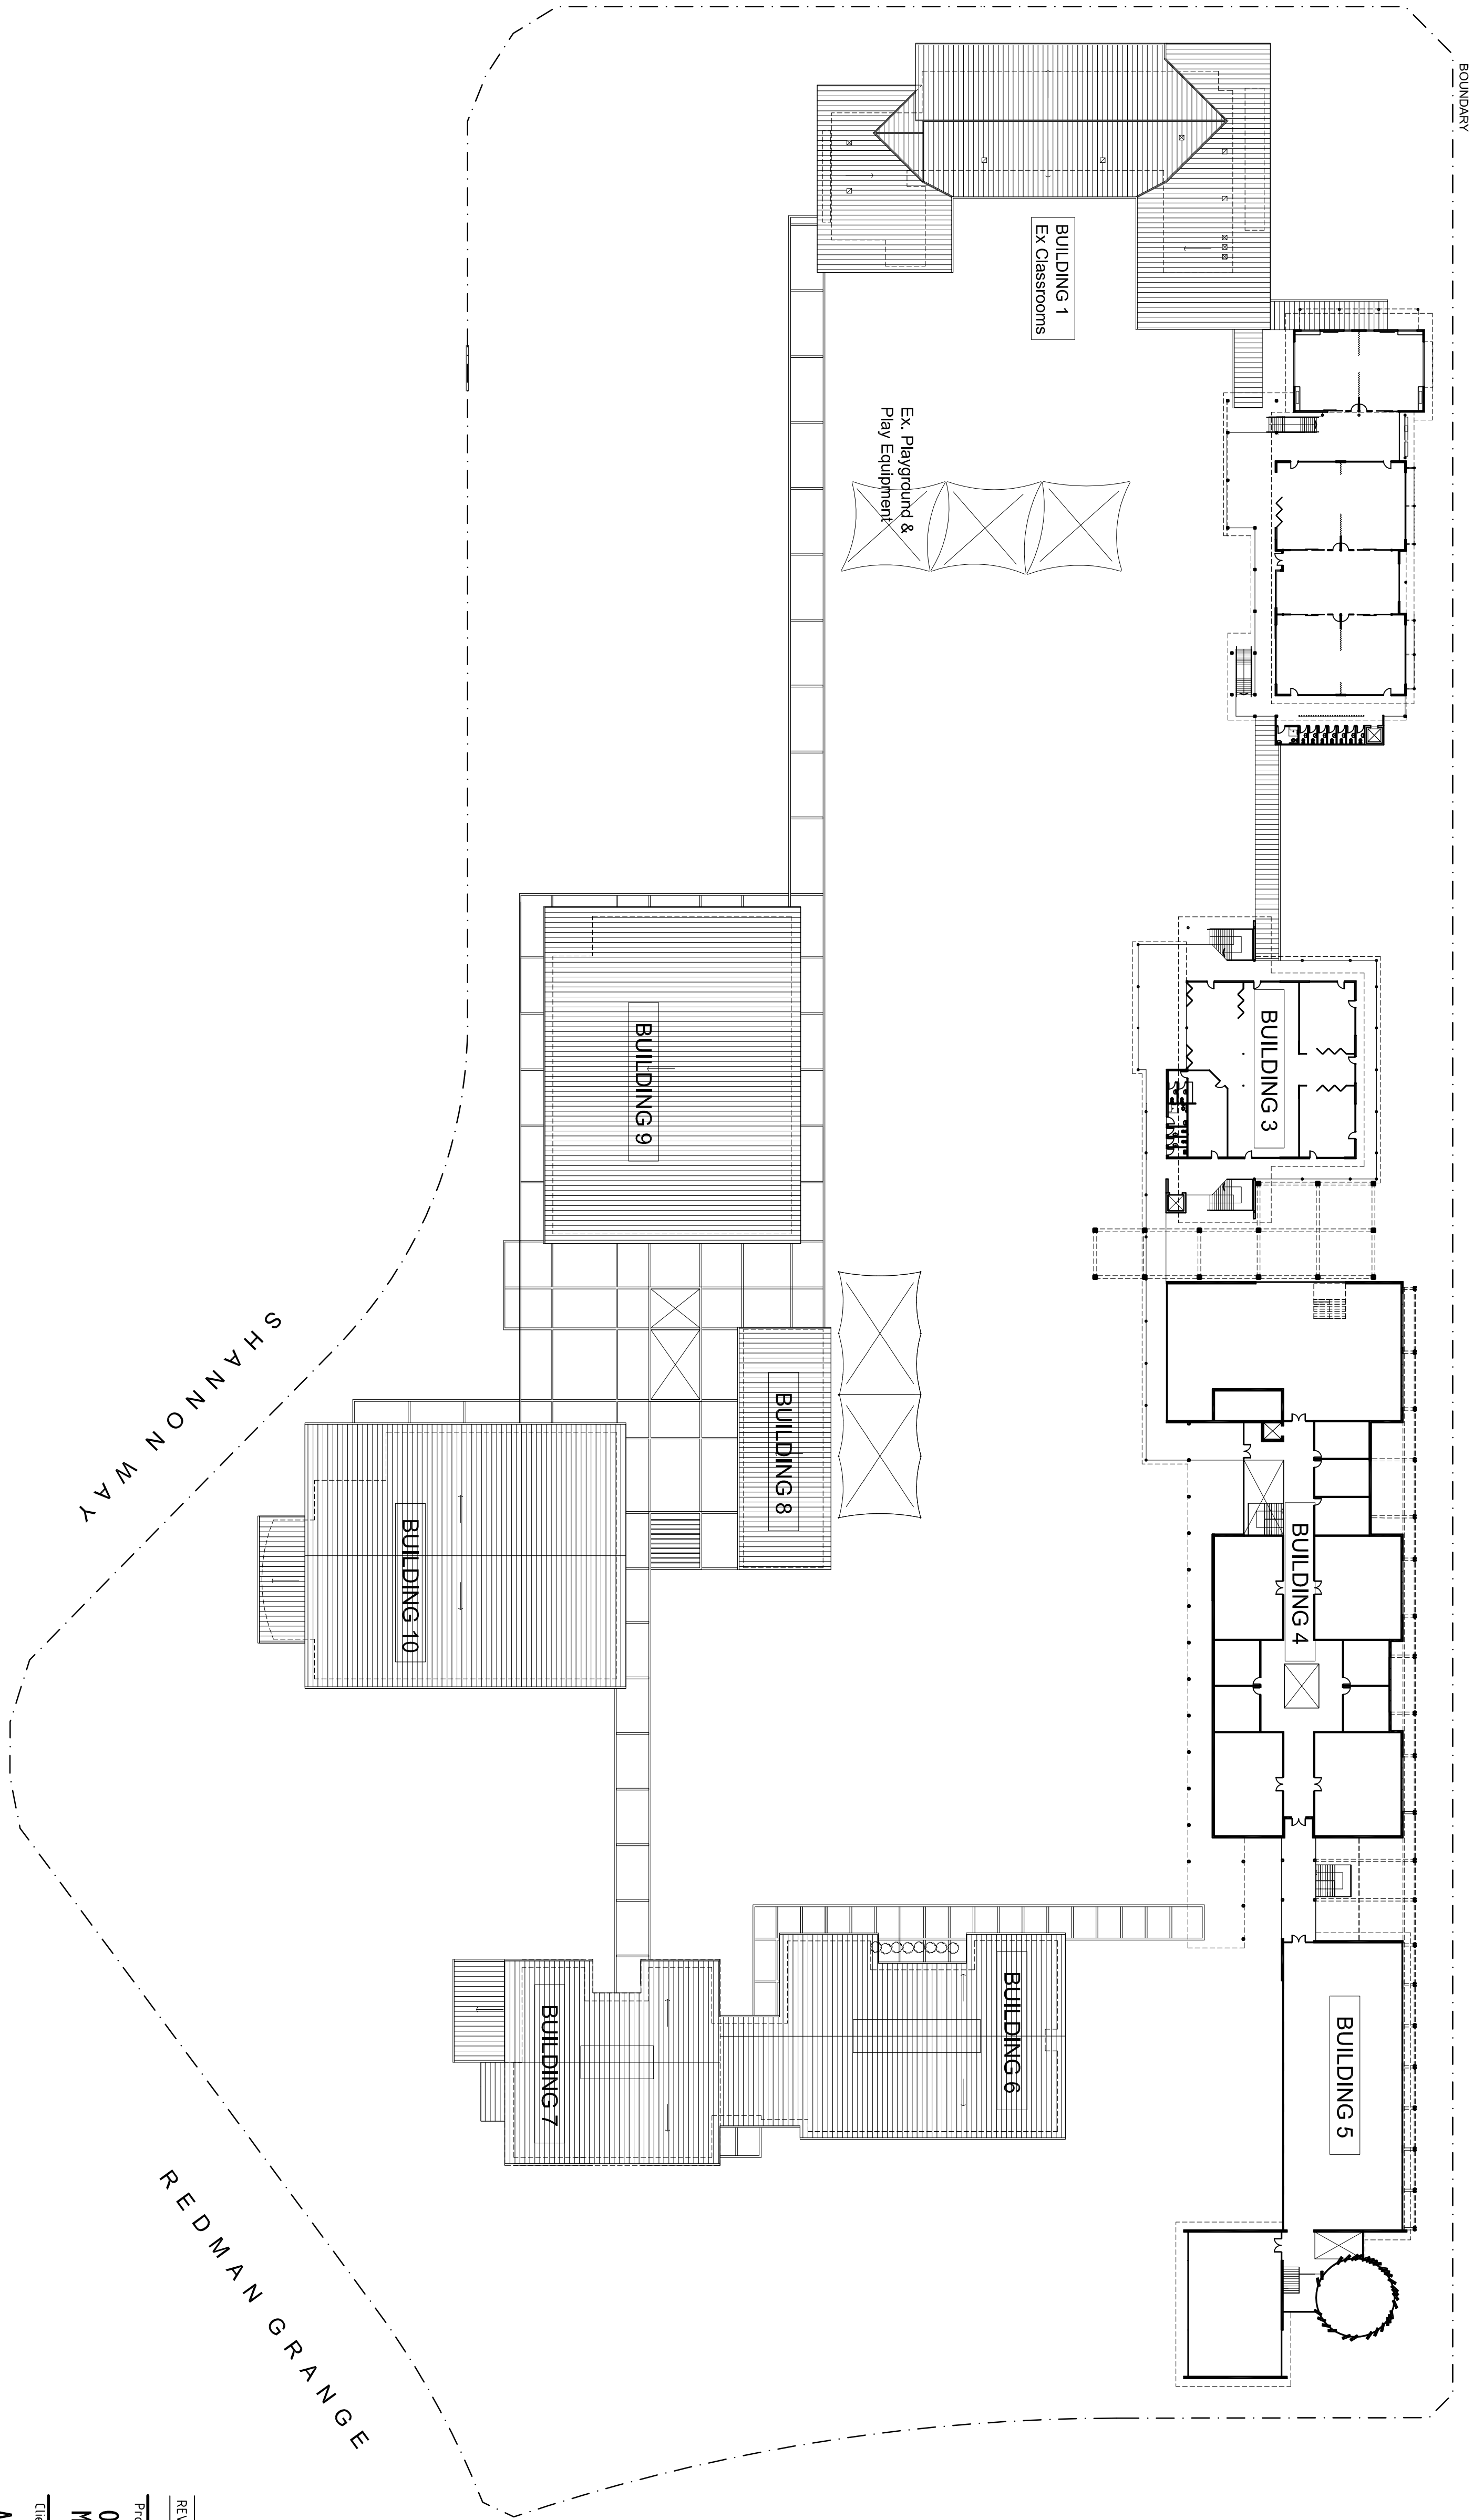 BOUNDARY
BUILDING 1
Ex Classrooms
Ex. Playground &
Play Equipment
BUILDING 3
BUILDING 9
BUILDING 8
BUILDING 4
BUILDING 10
SHANNON WAY
BUILDING 6
BUILDING 7
BUILDING 5
REDMAN GRANGE